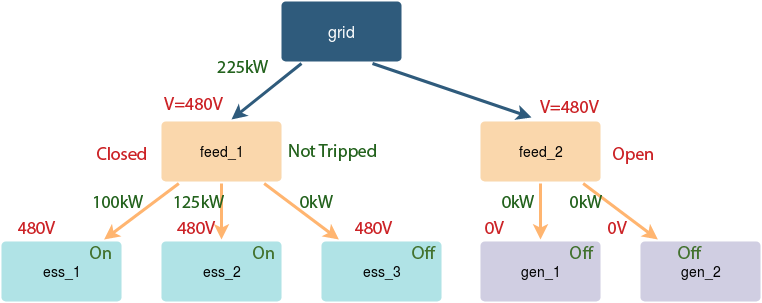 grid
225kW
V=480V
V=480V
Closed
feed_1
Not Tripped
feed_2
Open
100kW
125kW
0kW
0kW
0kW
480V
480V
480V
0V
0V
On
On
Off
Off
Off
ess_1
ess_2
ess_3
gen_1
gen_2